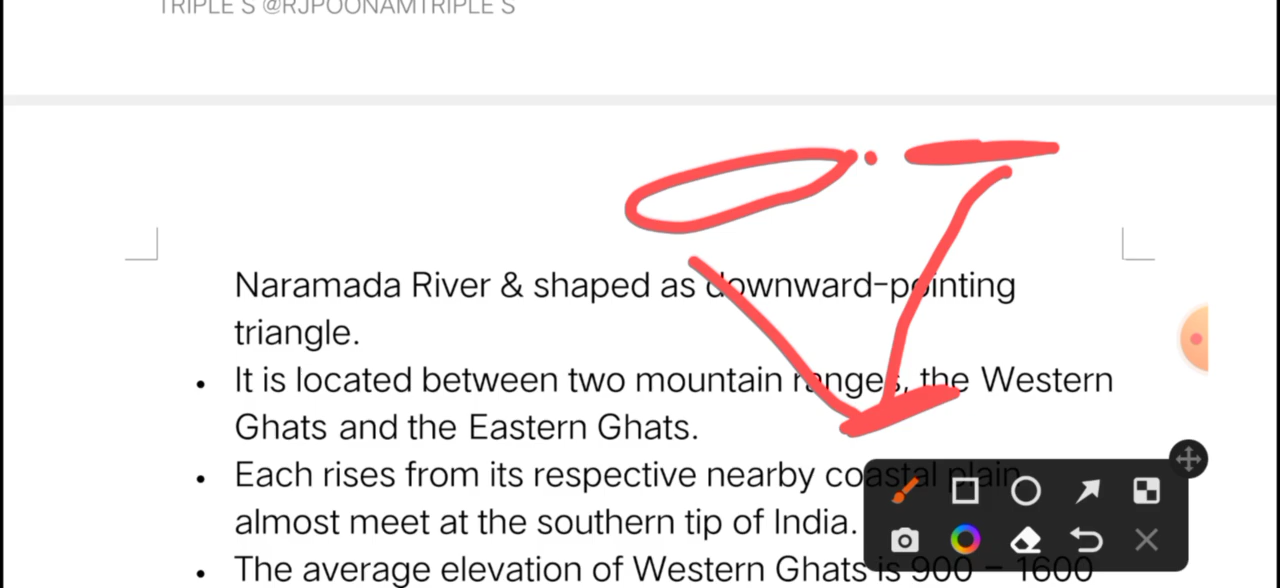 TRIPLE S @RJPOONAMTRIPLE S
Naramada River & shaped as downward-pointing
triangle.
• It is located between two mountain ranges, the Western
Ghats and the Eastern Ghats.
• Each rises from its respective nearby coastal plain
almost meet at the southern tip of India.
• The average elevation of Western Ghats is 900 – 1600